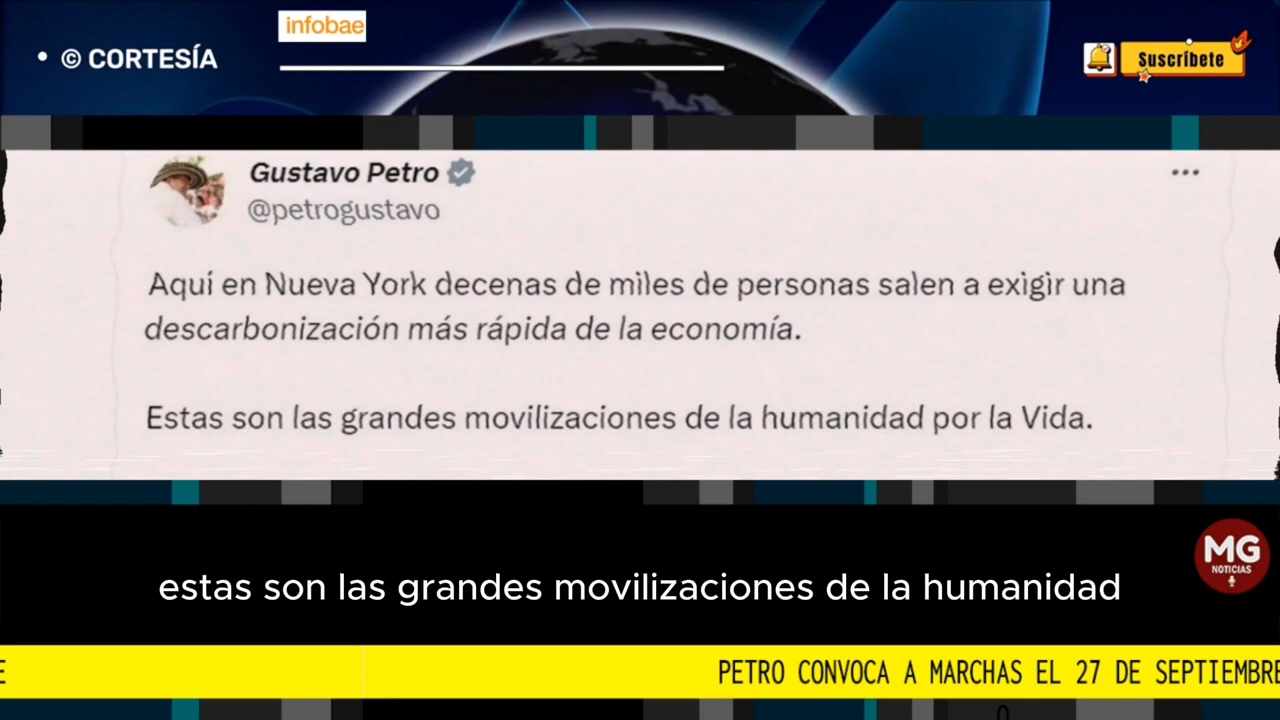 infobae
• © CORTESÍA
Suscríbete
Gustavo Petro
@petrogustavo
Aquí en Nueva York decenas de miles de personas salen a exigir una
descarbonización más rápida de la economía.
Estas son las grandes movilizaciones de la humanidad por la Vida.
MG
NOTICIAS
estas son las grandes movilizaciones de la humanidad
E
PETRO CONVOCA A MARCHAS EL 27 DE SEPTIEMBRE